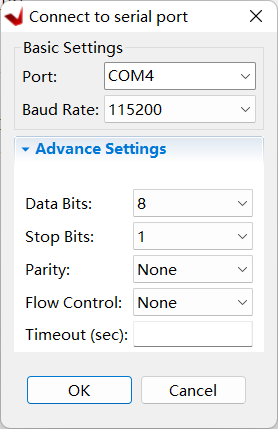 Connect to serial port
Basic Settings
Port: COM4
Baud Rate: 115200
Advance Settings
Data Bits: 8
Stop Bits: 1
Parity: None
Flow Control: None
Timeout (sec):
OK Cancel